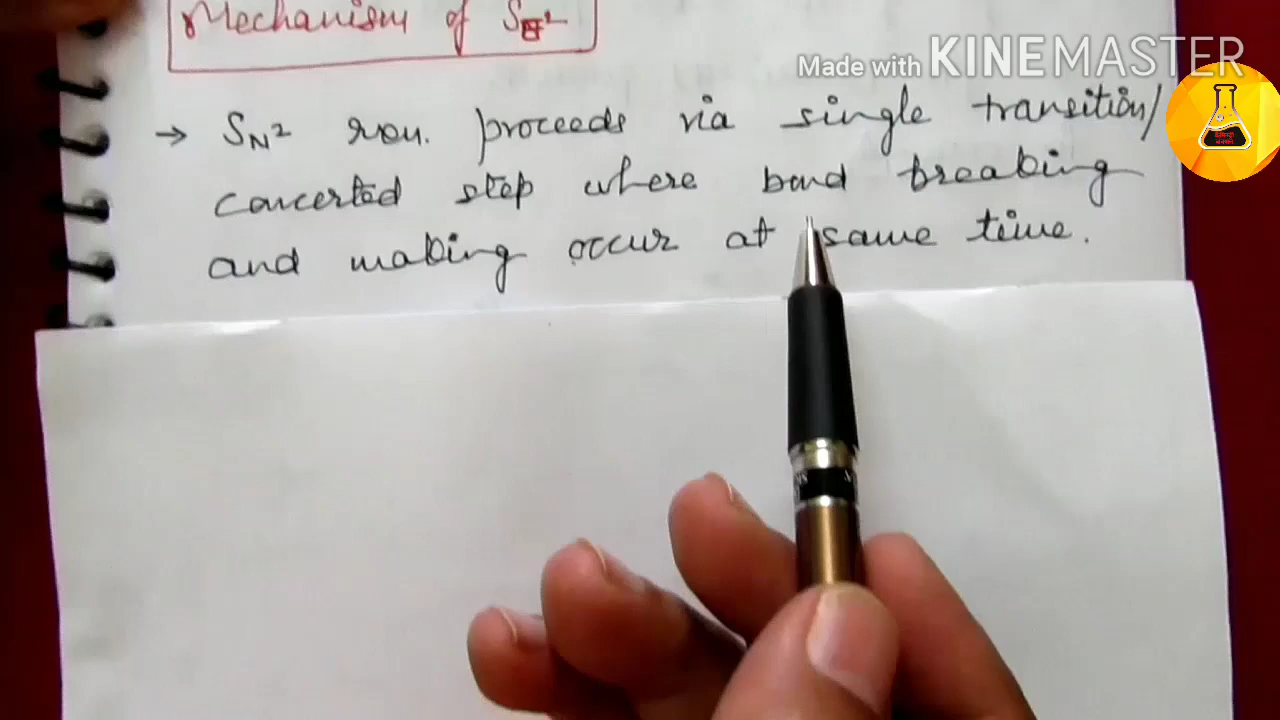 Mechanism of S
Made with KINEMASTER
→ SN² rxn. proceeds via single transition/
concerted step where bond breaking
and making occur at same time.